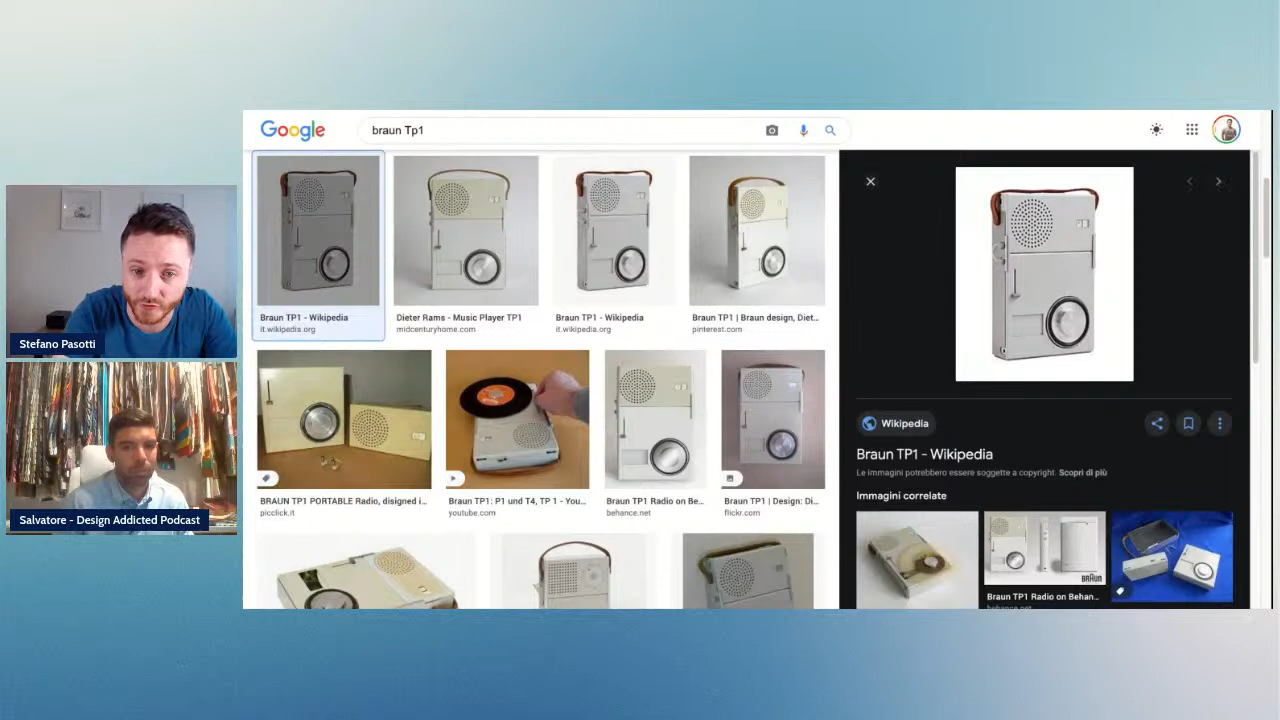 Google
braun Tp1
Stefano Pasotti
Salvatore - Design Addicted Podcast
Braun TP1 - Wikipedia
it.wikipedia.org
Dieter Rams - Music Player TP1
midcenturyhome.com
Braun TP1 - Wikipedia
it.wikipedia.org
Braun TP1 | Braun design, Diet...
pinterest.com
BRAUN TP1 PORTABLE Radio, disigned i...
picclick.it
Braun TP1: P1 und T4, TP 1 - You...
youtube.com
Braun TP1 Radio on Be...
behance.net
Braun TP1 | Design: Di...
flickr.com
Wikipedia
Braun TP1 - Wikipedia
Le immagini potrebbero essere soggette a copyright. Scopri di più
Immagini correlate
BRAUN
Braun TP1 Radio on Behan...
behance.net